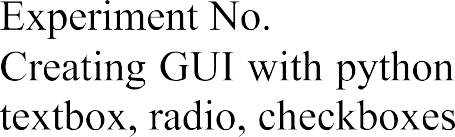 Experiment No.
Creating GUI with python
textbox, radio, checkboxes